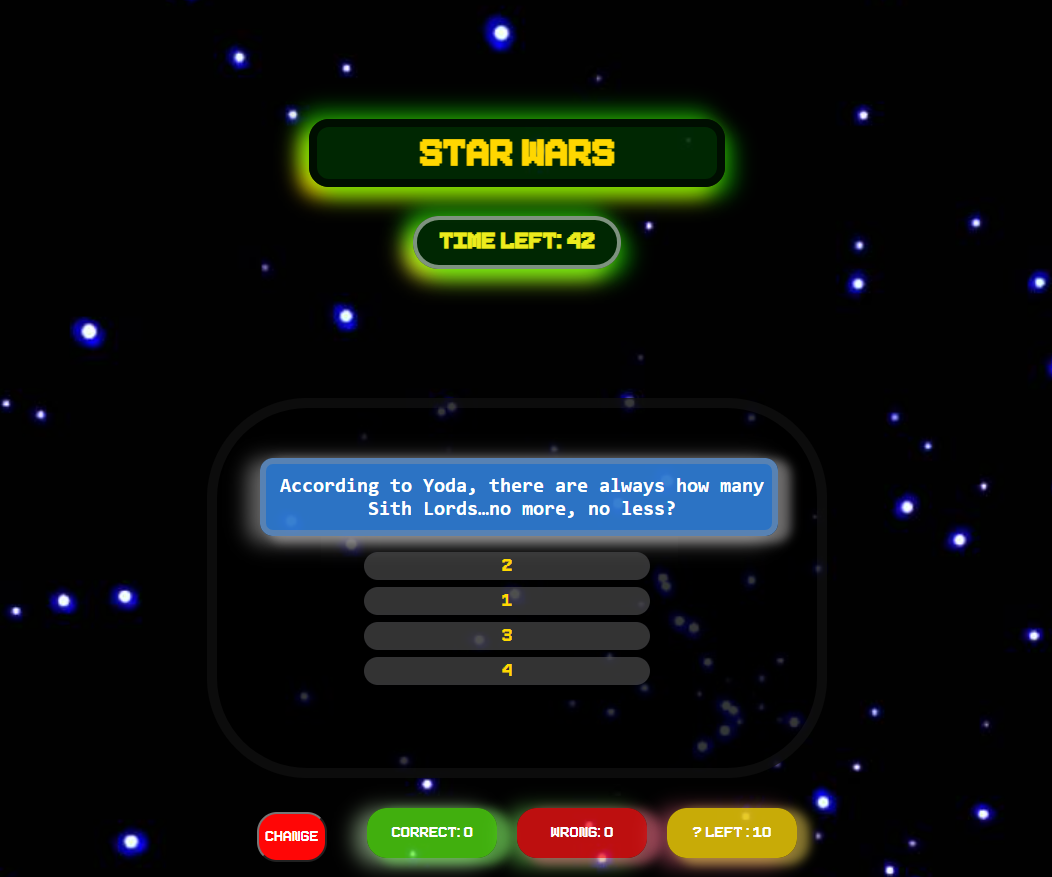 STAR WARS
TIME LEFT: 42
According to Yoda, there are always how many
Sith Lords…no more, no less?
2
1
3
4
CHANGE
CORRECT: 0
WRONG: 0
? LEFT : 10